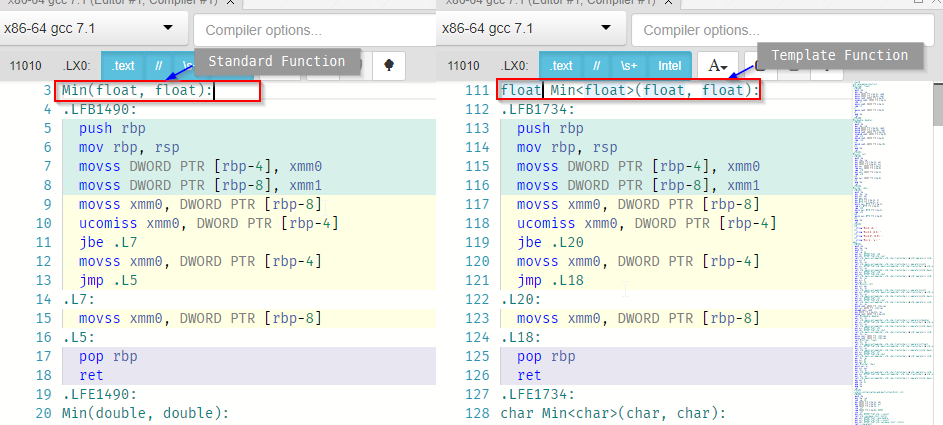 x86-64 gcc 7.1 (Editor #1, Compiler #1)
x86-64 gcc 7.1
Compiler options...
11010 .LX0: .text // \s+
Standard Function
3 Min(float, float):
4 .LFB1490:
5 push rbp
6 mov rbp, rsp
7 movss DWORD PTR [rbp-4], xmm0
8 movss DWORD PTR [rbp-8], xmm1
9 movss xmm0, DWORD PTR [rbp-8]
10 ucomiss xmm0, DWORD PTR [rbp-4]
11 jbe .L7
12 movss xmm0, DWORD PTR [rbp-4]
13 jmp .L5
14 .L7:
15 movss xmm0, DWORD PTR [rbp-8]
16 .L5:
17 pop rbp
18 ret
19 .LFE1490:
20 Min(double, double):
x86-64 gcc 7.1 (Editor #1, Compiler #1)
x86-64 gcc 7.1
Compiler options...
11010 .LX0: .text // \s+ Intel A
Template Function
111 float Min<float>(float, float):
112 .LFB1734:
113 push rbp
114 mov rbp, rsp
115 movss DWORD PTR [rbp-4], xmm0
116 movss DWORD PTR [rbp-8], xmm1
117 movss xmm0, DWORD PTR [rbp-8]
118 ucomiss xmm0, DWORD PTR [rbp-4]
119 jbe .L20
120 movss xmm0, DWORD PTR [rbp-4]
121 jmp .L18
122 .L20:
123 movss xmm0, DWORD PTR [rbp-8]
124 .L18:
125 pop rbp
126 ret
127 .LFE1734:
128 char Min<char>(char, char):